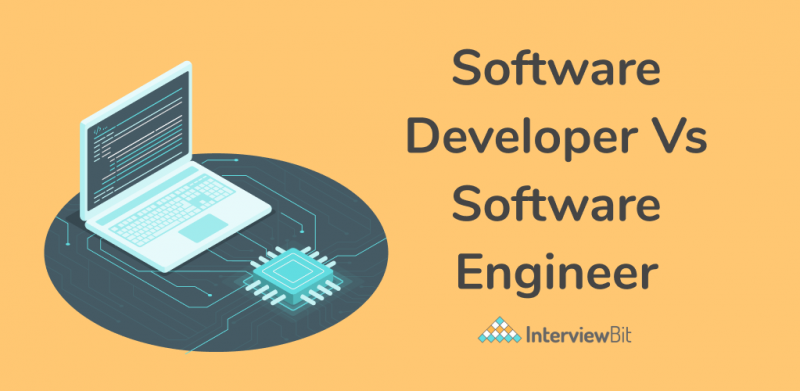 Software
Developer Vs
Software
Engineer
InterviewBit